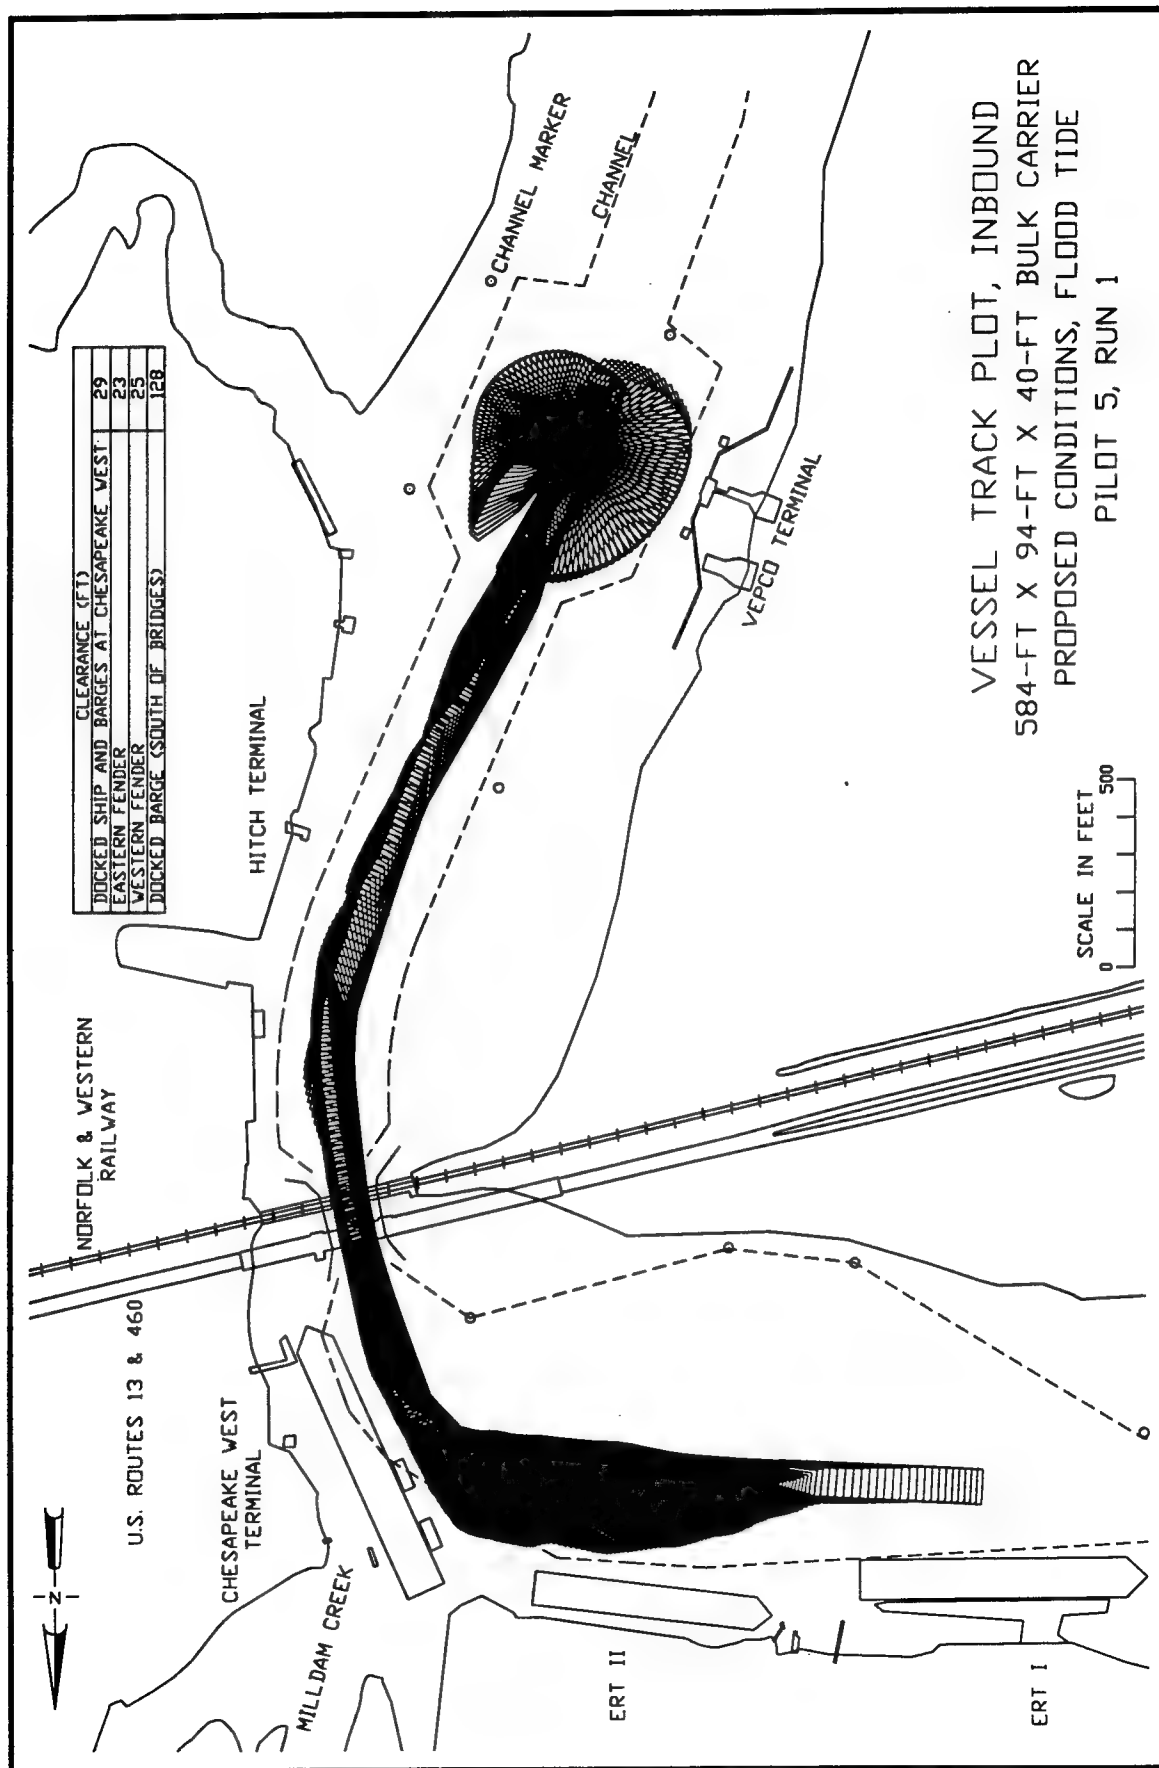 CLEARANCE (FT)
DOCKED SHIP AND BARGES AT CHESAPEAKE WEST 29
EASTERN FENDER 23
WESTERN FENDER 25
DOCKED BARGE (SOUTH OF BRIDGES) 128
N
U.S. ROUTES 13 & 460
NORFOLK & WESTERN
RAILWAY
HITCH TERMINAL
CHANNEL MARKER
CHANNEL
CHESAPEAKE WEST
TERMINAL
MILLDAM CREEK
VEPCO TERMINAL
ERT II
ERT I
SCALE IN FEET
0 500
VESSEL TRACK PLOT, INBOUND
584-FT X 94-FT X 40-FT BULK CARRIER
PROPOSED CONDITIONS, FLOOD TIDE
PILOT 5, RUN 1